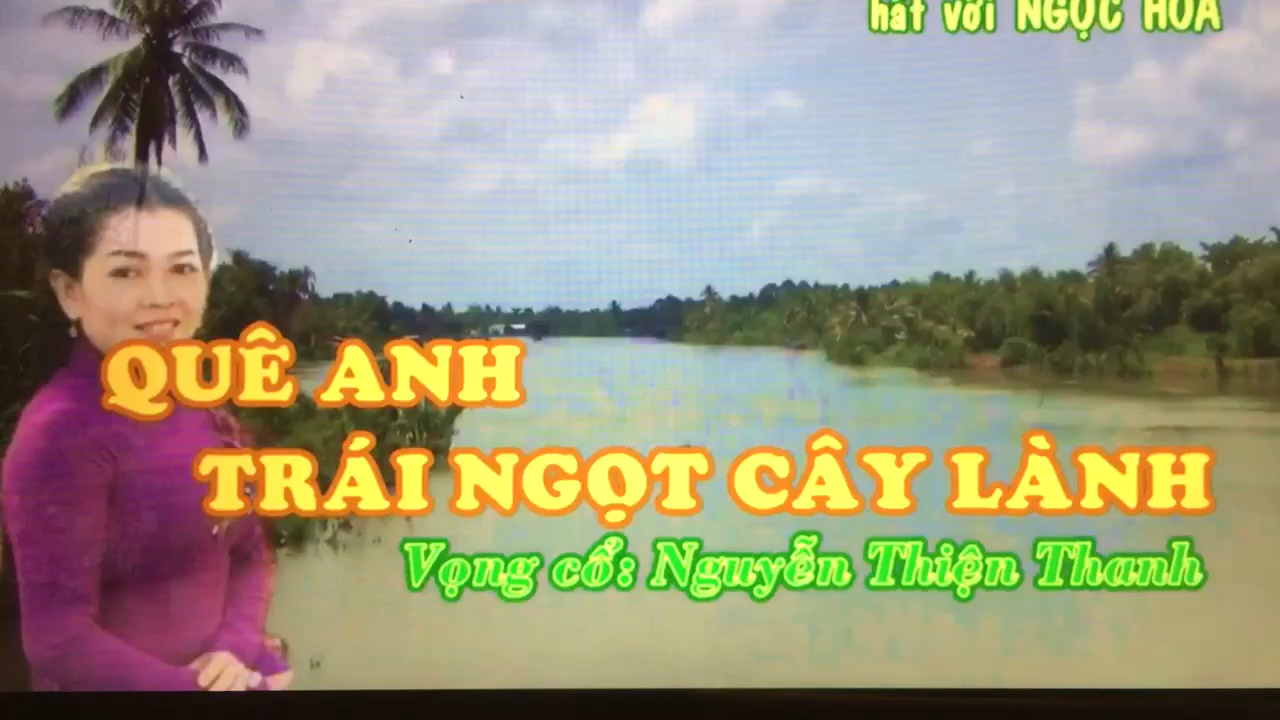 hát với NGỌC HOA
QUÊ ANH
TRÁI NGỌT CÂY LÀNH
Vọng cổ: Nguyễn Thiện Thanh